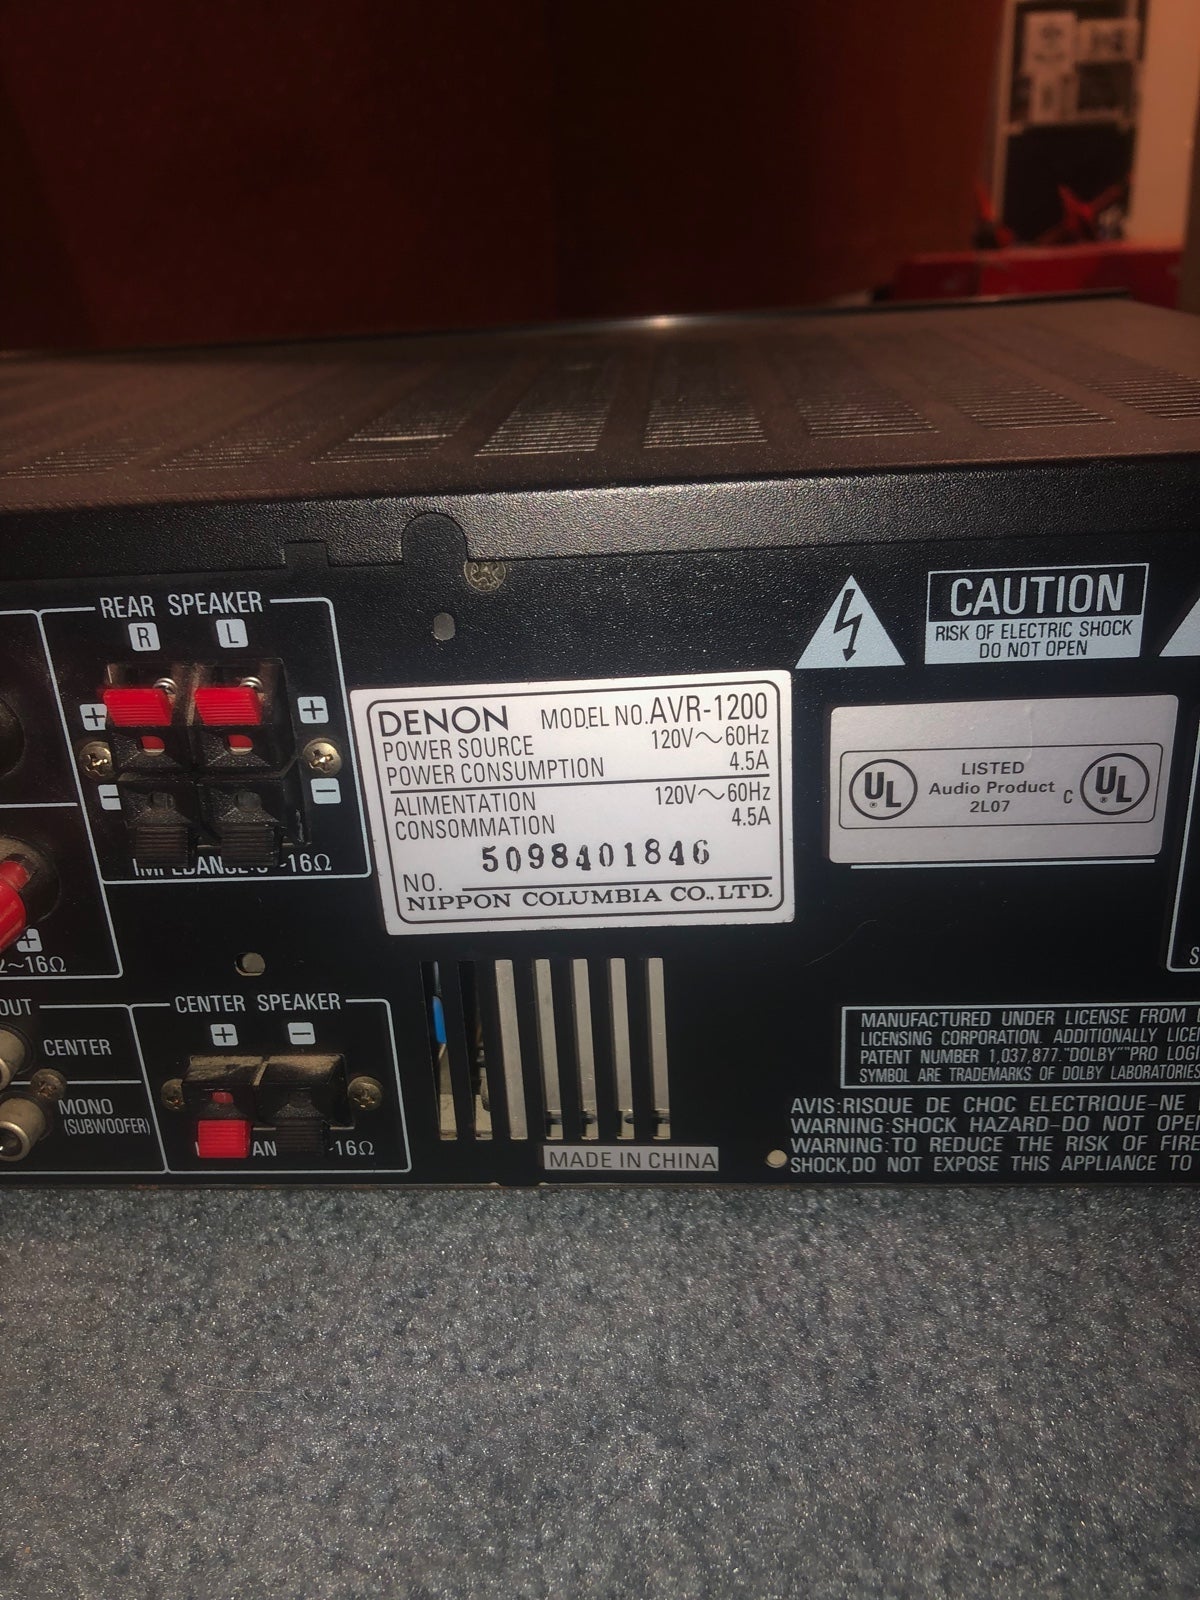 REAR SPEAKER
R L
+ +
- -
16Ω
~16Ω
OUT
CENTER
MONO
(SUBWOOFER)
CENTER SPEAKER
+ -
-16Ω
DENON MODEL NO. AVR-1200
POWER SOURCE 120V~60Hz
POWER CONSUMPTION 4.5A
ALIMENTATION 120V~60Hz
CONSOMMATION 4.5A
NO. 5098401846
NIPPON COLUMBIA CO., LTD.
MADE IN CHINA
CAUTION
RISK OF ELECTRIC SHOCK
DO NOT OPEN
UL LISTED C UL
Audio Product
2L07
MANUFACTURED UNDER LICENSE FROM
LICENSING CORPORATION. ADDITIONALLY
PATENT NUMBER 1,037,877. "DOLBY" "PRO
SYMBOL ARE TRADEMARKS OF DOLBY LABORATORIES
AVIS:RISQUE DE CHOC ELECTRIQUE-NE
WARNING:SHOCK HAZARD-DO NOT OPEN
WARNING:TO REDUCE THE RISK OF FIRE
SHOCK,DO NOT EXPOSE THIS APPLIANCE TO